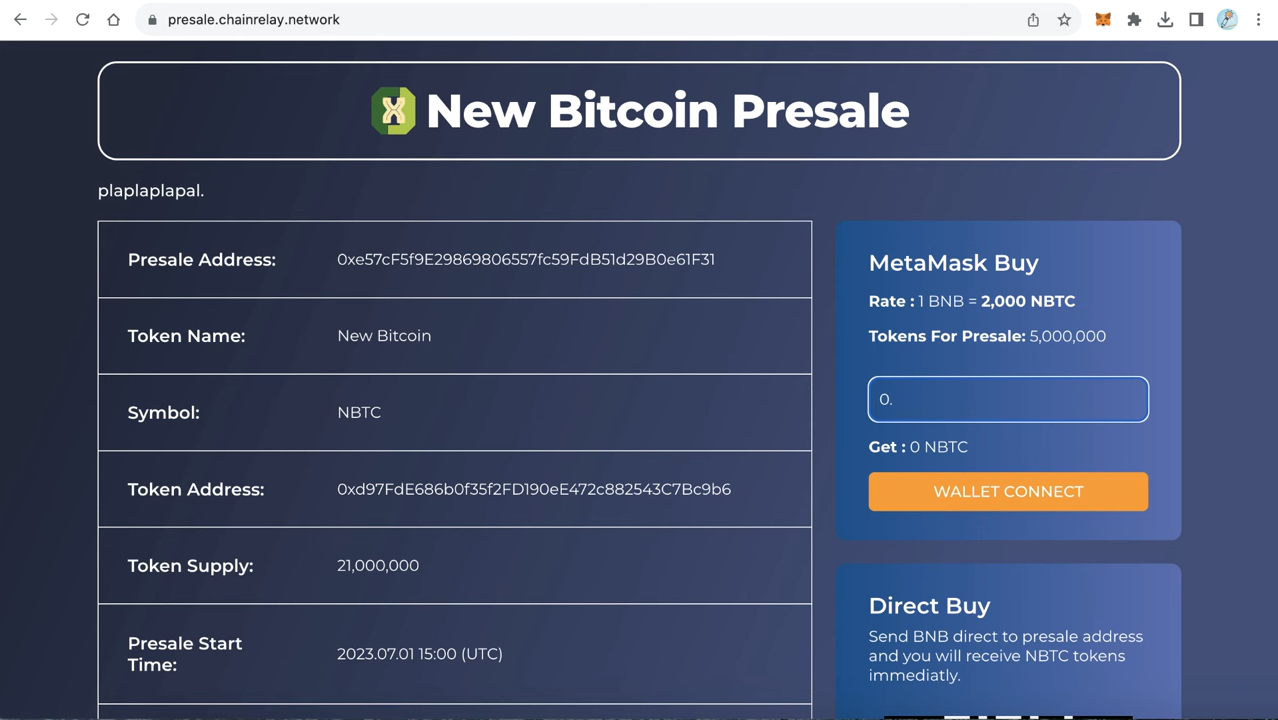 presale.chainrelay.network
New Bitcoin Presale
plaplaplapal.
Presale Address: 0xe57cF5f9E29869806557fc59FdB51d29B0e61F31
Token Name: New Bitcoin
Symbol: NBTC
Token Address: 0xd97FdE686b0f35f2FD190eE472c882543C7Bc9b6
Token Supply: 21,000,000
Presale Start
Time: 2023.07.01 15:00 (UTC)
MetaMask Buy
Rate : 1 BNB = 2,000 NBTC
Tokens For Presale: 5,000,000
0.
Get : 0 NBTC
WALLET CONNECT
Direct Buy
Send BNB direct to presale address
and you will receive NBTC tokens
immediatly.